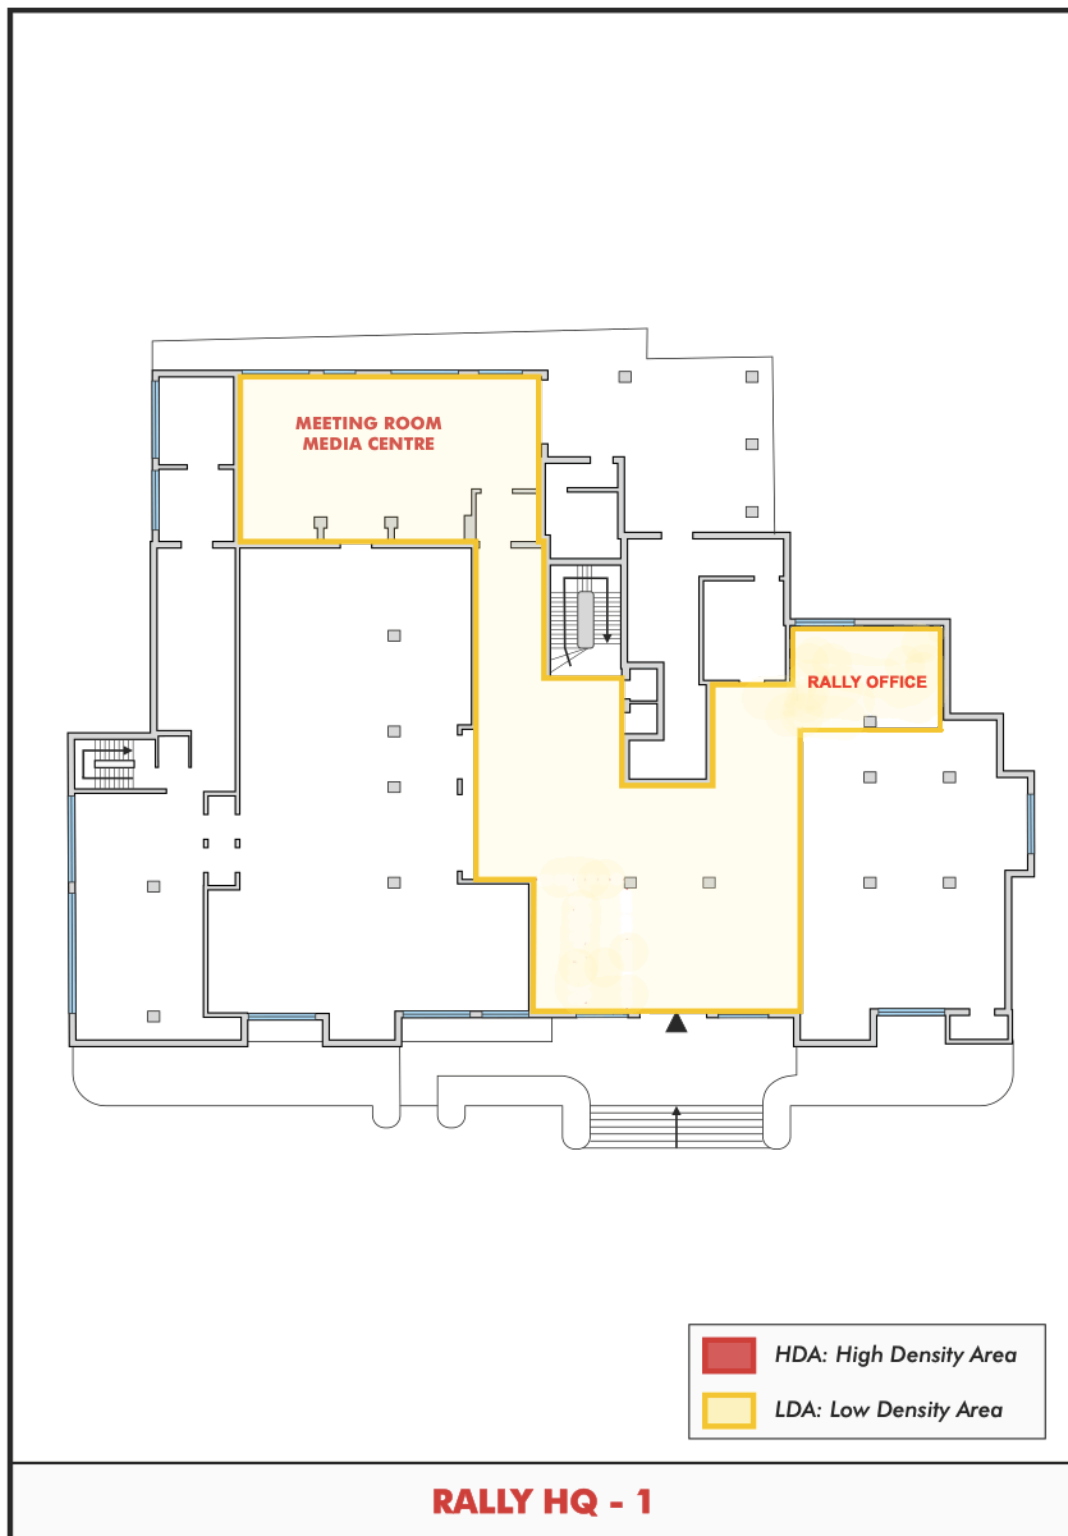 MEETING ROOM
MEDIA CENTRE
RALLY OFFICE
HDA: High Density Area
LDA: Low Density Area
RALLY HQ - 1